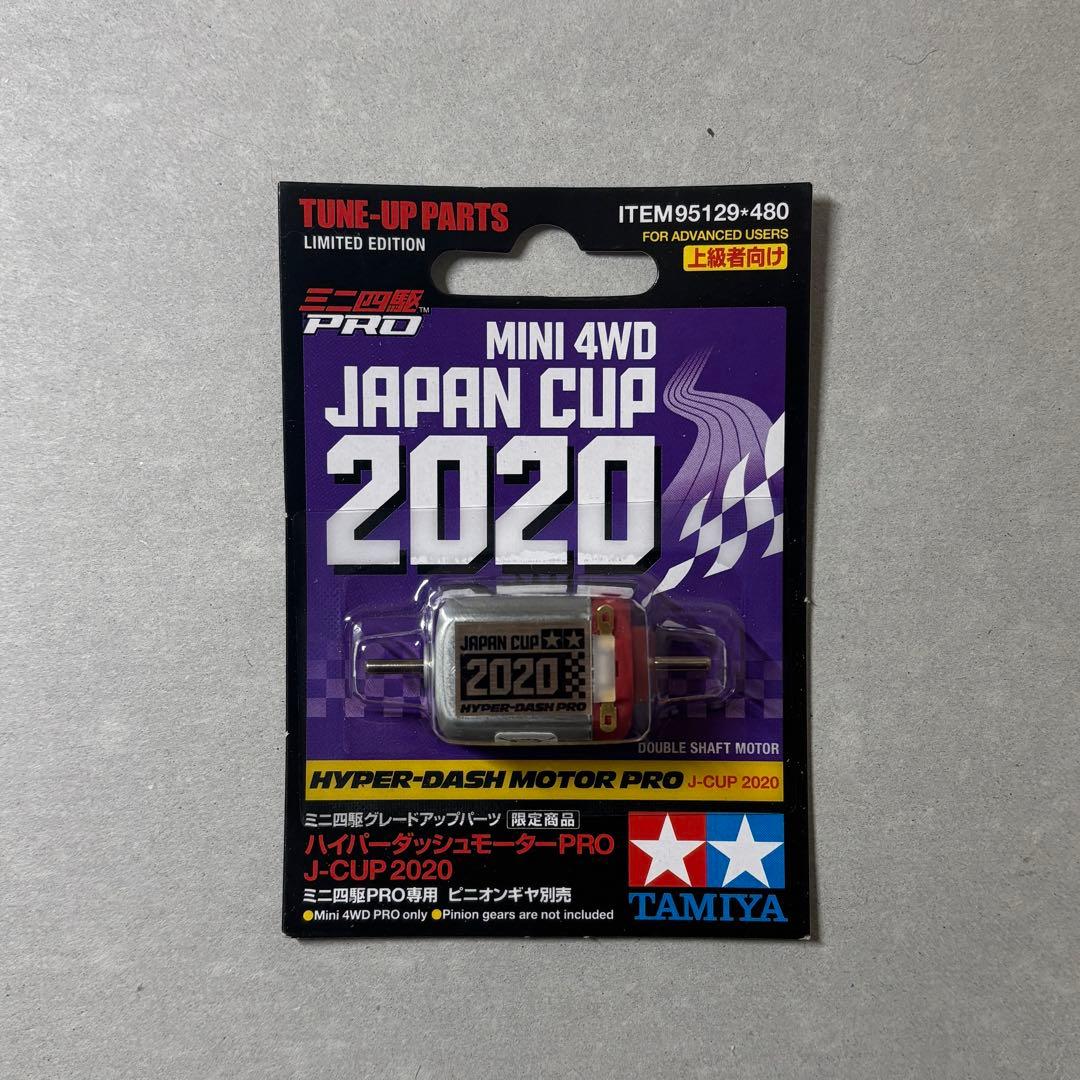 TUNE-UP PARTS
LIMITED EDITION
ITEM95129*480
FOR ADVANCED USERS
上級者向け
ミニ四駆™
PRO
MINI 4WD
JAPAN CUP
2020
JAPAN CUP
2020
HYPER-DASH PRO
DOUBLE SHAFT MOTOR
HYPER-DASH MOTOR PRO J-CUP 2020
ミニ四駆グレードアップパーツ 限定商品
ハイパーダッシュモーターPRO
J-CUP 2020
ミニ四駆PRO専用 ピニオンギヤ別売
●Mini 4WD PRO only ●Pinion gears are not included
TAMIYA